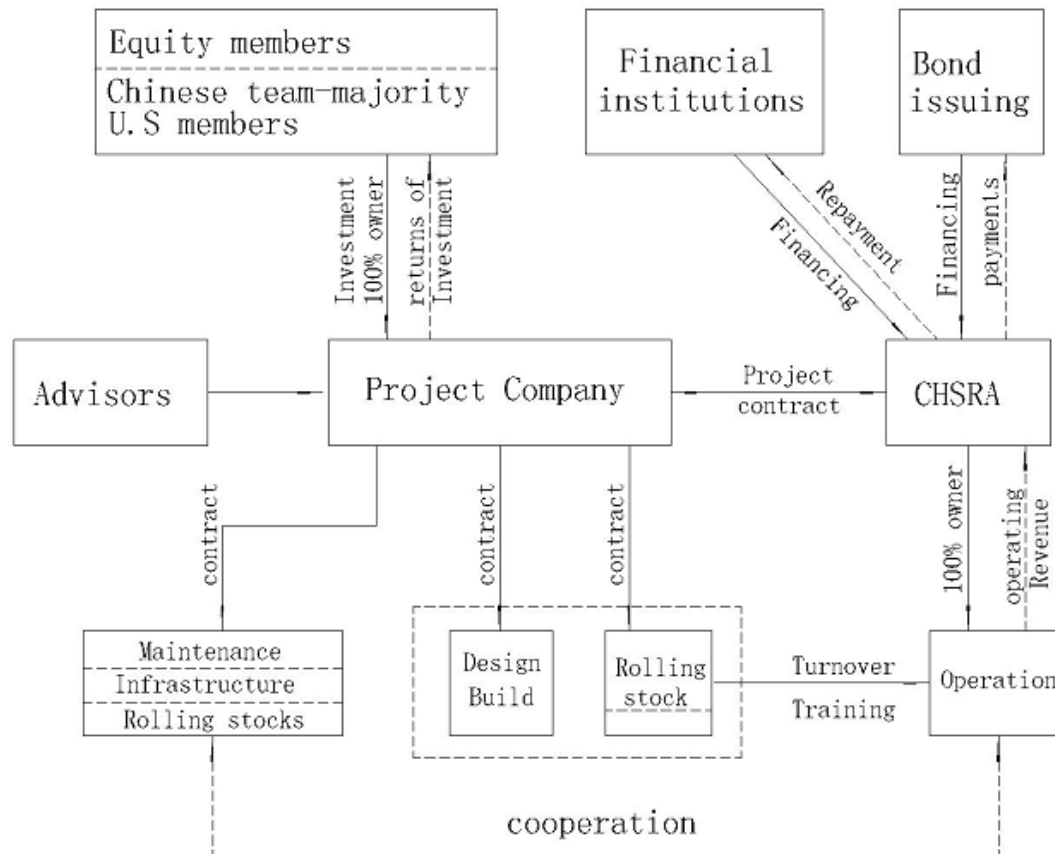 Equity members
Chinese team-majority
U.S members
Financial
institutions
Bond
issuing
Investment
100% owner
returns of
Investment
Repayment
Financing
Financing
payments
Advisors
Project Company
Project
contract
CHSRA
contract
contract
contract
100% owner
operating
Revenue
Maintenance
Infrastructure
Rolling stocks
Design
Build
Rolling
stock
Turnover
Training
Operation
cooperation